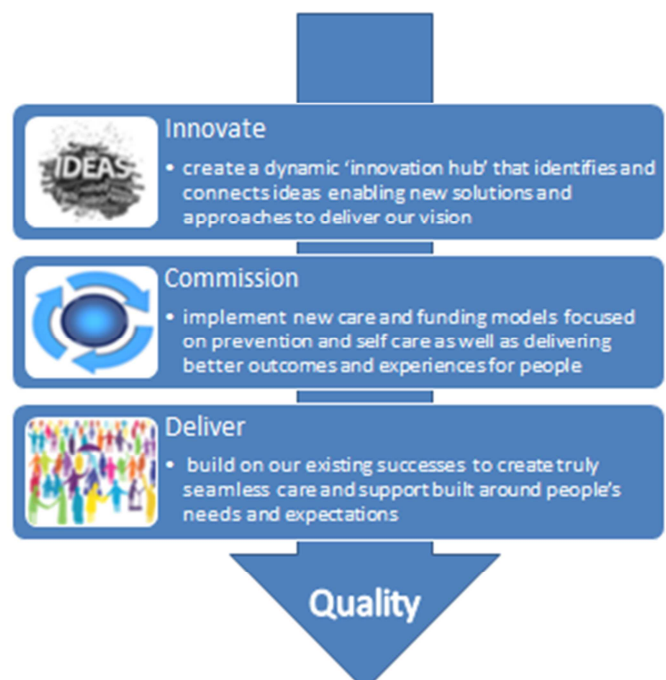 IDEAS
Innovate
• create a dynamic 'innovation hub' that identifies and
connects ideas enabling new solutions and
approaches to deliver our vision
Commission
• implement new care and funding models focused
on prevention and self care as well as delivering
better outcomes and experiences for people
Deliver
• build on our existing successes to create truly
seamless care and support built around people's
needs and expectations
Quality